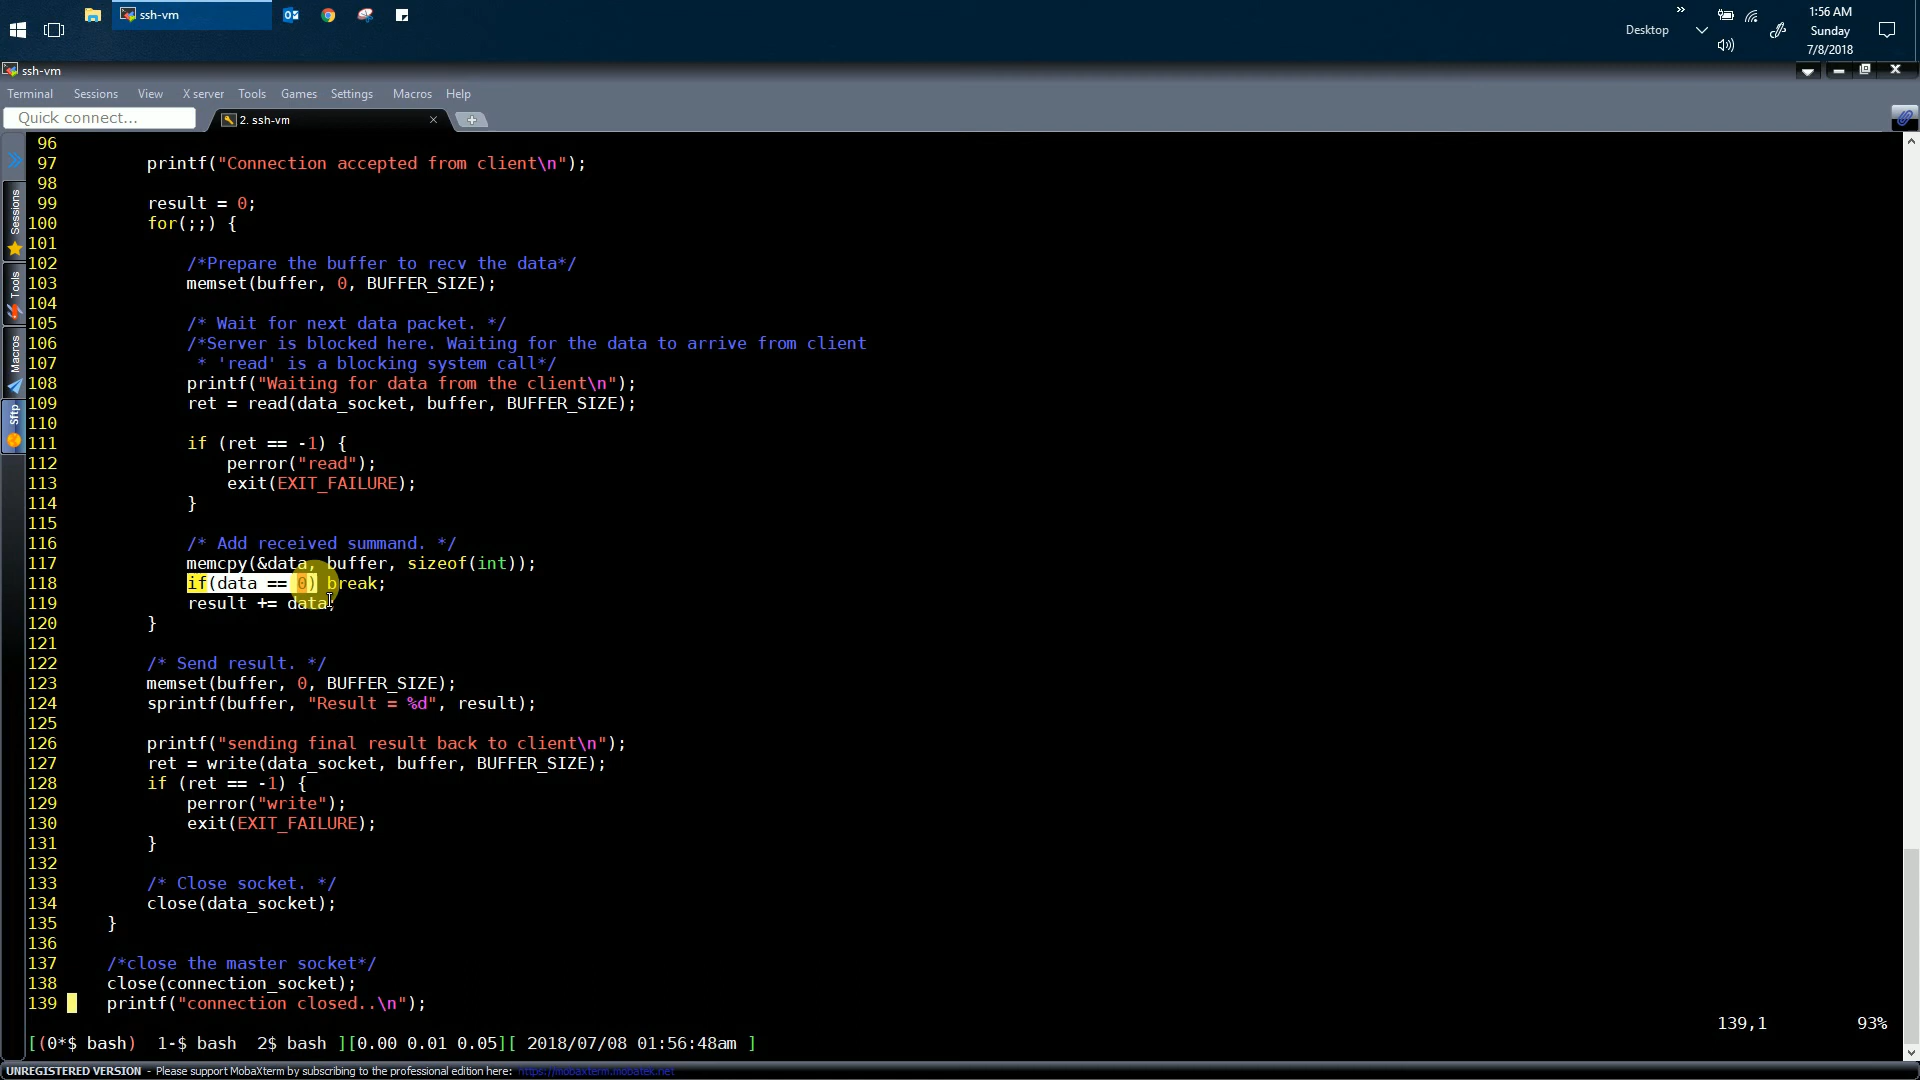 ssh-vm
Desktop
1:56 AM
Sunday
7/8/2018
ssh-vm
Terminal Sessions View X server Tools Games Settings Macros Help
Quick connect...
2. ssh-vm
Sessions
Tools
Macros
Sftp
96
97 printf("Connection accepted from client\n");
98
99 result = 0;
100 for(;;) {
101
102 /*Prepare the buffer to recv the data*/
103 memset(buffer, 0, BUFFER_SIZE);
104
105 /* Wait for next data packet. */
106 /*Server is blocked here. Waiting for the data to arrive from client
107 * 'read' is a blocking system call*/
108 printf("Waiting for data from the client\n");
109 ret = read(data_socket, buffer, BUFFER_SIZE);
110
111 if (ret == -1) {
112 perror("read");
113 exit(EXIT_FAILURE);
114 }
115
116 /* Add received summand. */
117 memcpy(&data, buffer, sizeof(int));
118 if(data == 0) break;
119 result += data;
120 }
121
122 /* Send result. */
123 memset(buffer, 0, BUFFER_SIZE);
124 sprintf(buffer, "Result = %d", result);
125
126 printf("sending final result back to client\n");
127 ret = write(data_socket, buffer, BUFFER_SIZE);
128 if (ret == -1) {
129 perror("write");
130 exit(EXIT_FAILURE);
131 }
132
133 /* Close socket. */
134 close(data_socket);
135 }
136
137 /*close the master socket*/
138 close(connection_socket);
139 printf("connection closed..\n");
139,1 93%
[(0*$ bash) 1-$ bash 2$ bash ][0.00 0.01 0.05][ 2018/07/08 01:56:48am ]
UNREGISTERED VERSION - Please support MobaXterm by subscribing to the professional edition here: https://mobaxterm.mobatek.net